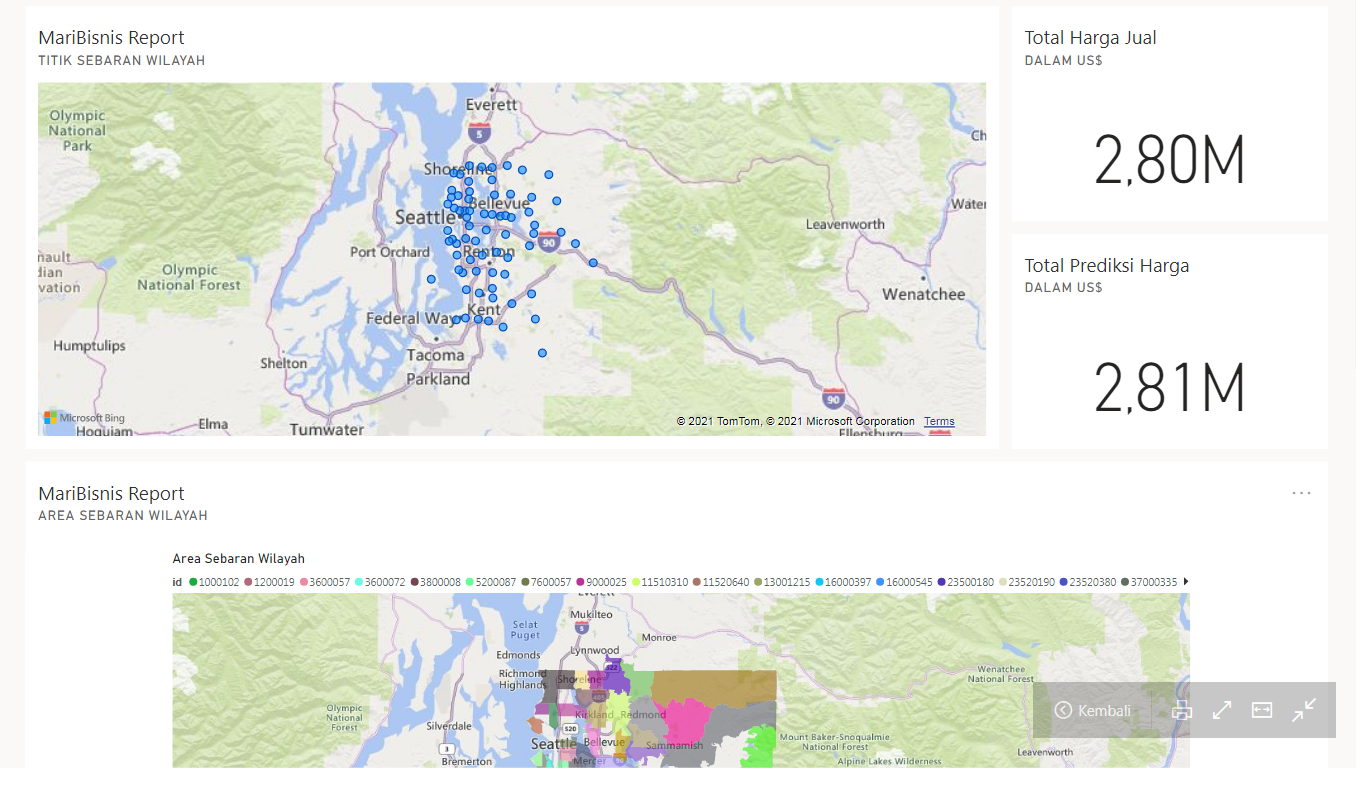 MariBisnis Report
TITIK SEBARAN WILAYAH
Everett
Olympic
National
Park
5
Shoreline
Bellevue
Seattle
Leavenworth
90
Port Orchard
Renton
Olympic
National Forest
Wenatchee
Kent
Federal Way
Humptulips
Tacoma
Shelton
Parkland
90
Microsoft Bing
Elma
© 2021 TomTom, © 2021 Microsoft Corporation Terms
Hoquiam
Tumwater
Ellensburg
Total Harga Jual
DALAM US$
2,80M
Total Prediksi Harga
DALAM US$
2,81M
MariBisnis Report
...
AREA SEBARAN WILAYAH
Area Sebaran Wilayah
id 1000102 1200019 3600057 3600072 3800008 5200087 7600057 9000025 11510310 11520640 13001215 16000397 16000545 23500180 23520190 23520380 37000335
Everett
Mukilteo
Selat
Puget
5
Monroe
Lynnwood
Edmonds
522
Richmond
Highlands
Shoreline
Wenatchee
National Forest
Olympic
National
Forest
Kirkland
Redmond
Kembali
Silverdale
520
Seattle
Bellevue
Sammamish
Mount Baker-Snoqualmie
National Forest
3
Leavenworth
Bremerton
Mercer
90
Alpine Lakes Wilderness